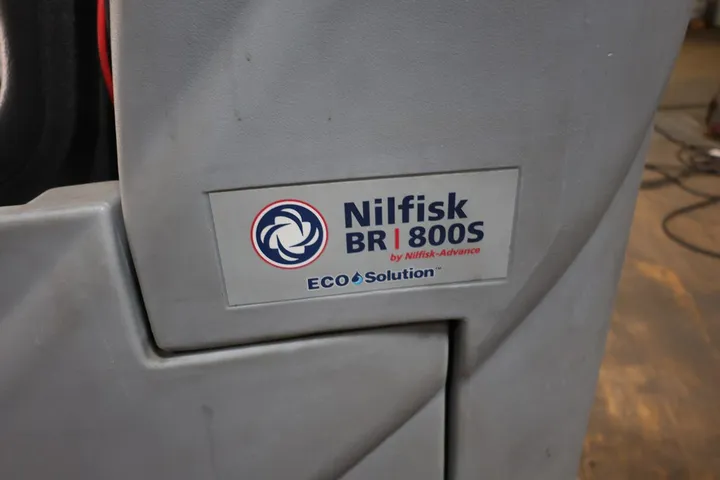 Nilfisk
BR | 800S
by Nilfisk-Advance
ECO Solution™